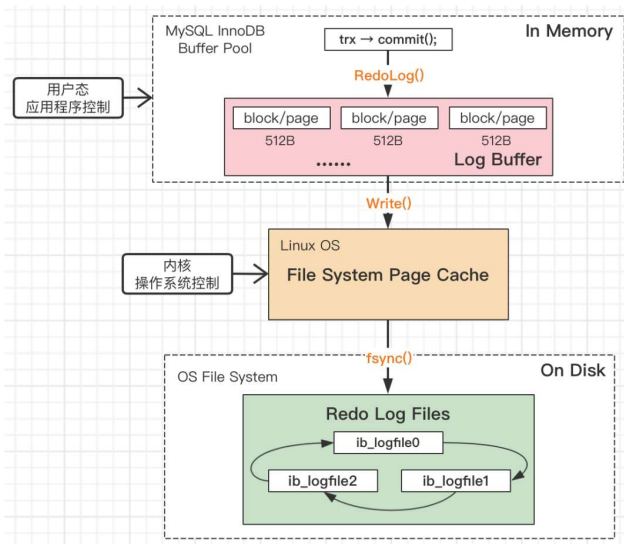 MySQL InnoDB
Buffer Pool
trx → commit();
In Memory
RedoLog()
用户态
应用程序控制
block/page
block/page
block/page
512B
512B
512B
......
Log Buffer
Write()
Linux OS
File System Page Cache
内核
操作系统控制
fsync()
OS File System
On Disk
Redo Log Files
ib_logfile0
ib_logfile2
ib_logfile1